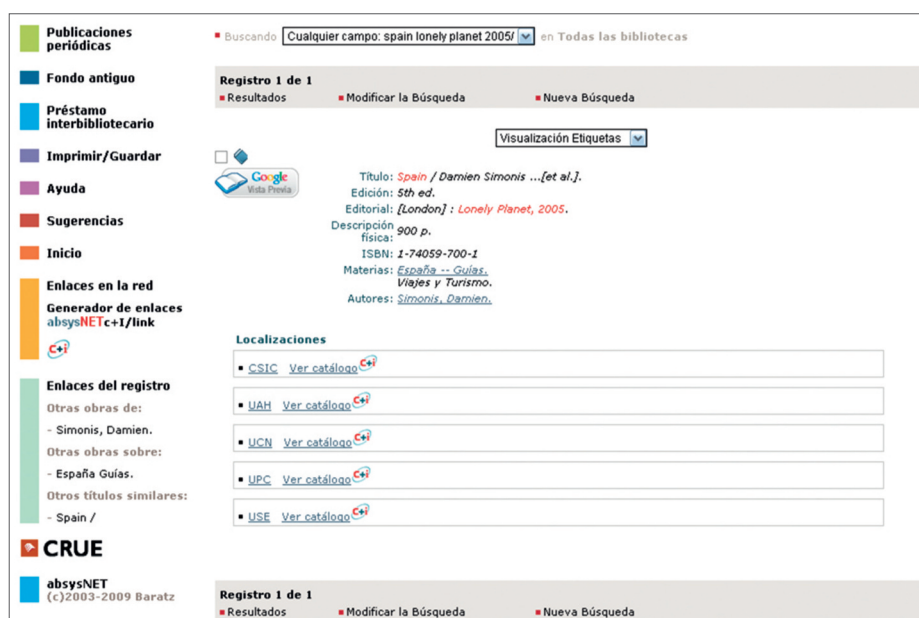 Publicaciones
periódicas
Fondo antiguo
Préstamo
interbibliotecario
Imprimir/Guardar
Ayuda
Sugerencias
Inicio
Enlaces en la red
Generador de enlaces
absysNETc+I/link
c+i
Enlaces del registro
Otras obras de:
- Simonis, Damien.
Otras obras sobre:
- España Guías.
Otros títulos similares:
- Spain /
CRUE
absysNET
(c)2003-2009 Baratz
Buscando Cualquier campo: spain lonely planet 2005/ en Todas las bibliotecas
Registro 1 de 1
Resultados Modificar la Búsqueda Nueva Búsqueda
Visualización Etiquetas
Google
Vista Previa
Título: Spain / Damien Simonis ...[et al.].
Edición: 5th ed.
Editorial: [London] : Lonely Planet, 2005.
Descripción
física: 900 p.
ISBN: 1-74059-700-1
Materias: España -- Guías.
Viajes y Turismo.
Autores: Simonis, Damien.
Localizaciones
CSIC Ver catálogo c+i
UAH Ver catálogo c+i
UCN Ver catálogo c+i
UPC Ver catálogo c+i
USE Ver catálogo c+i
Registro 1 de 1
Resultados Modificar la Búsqueda Nueva Búsqueda